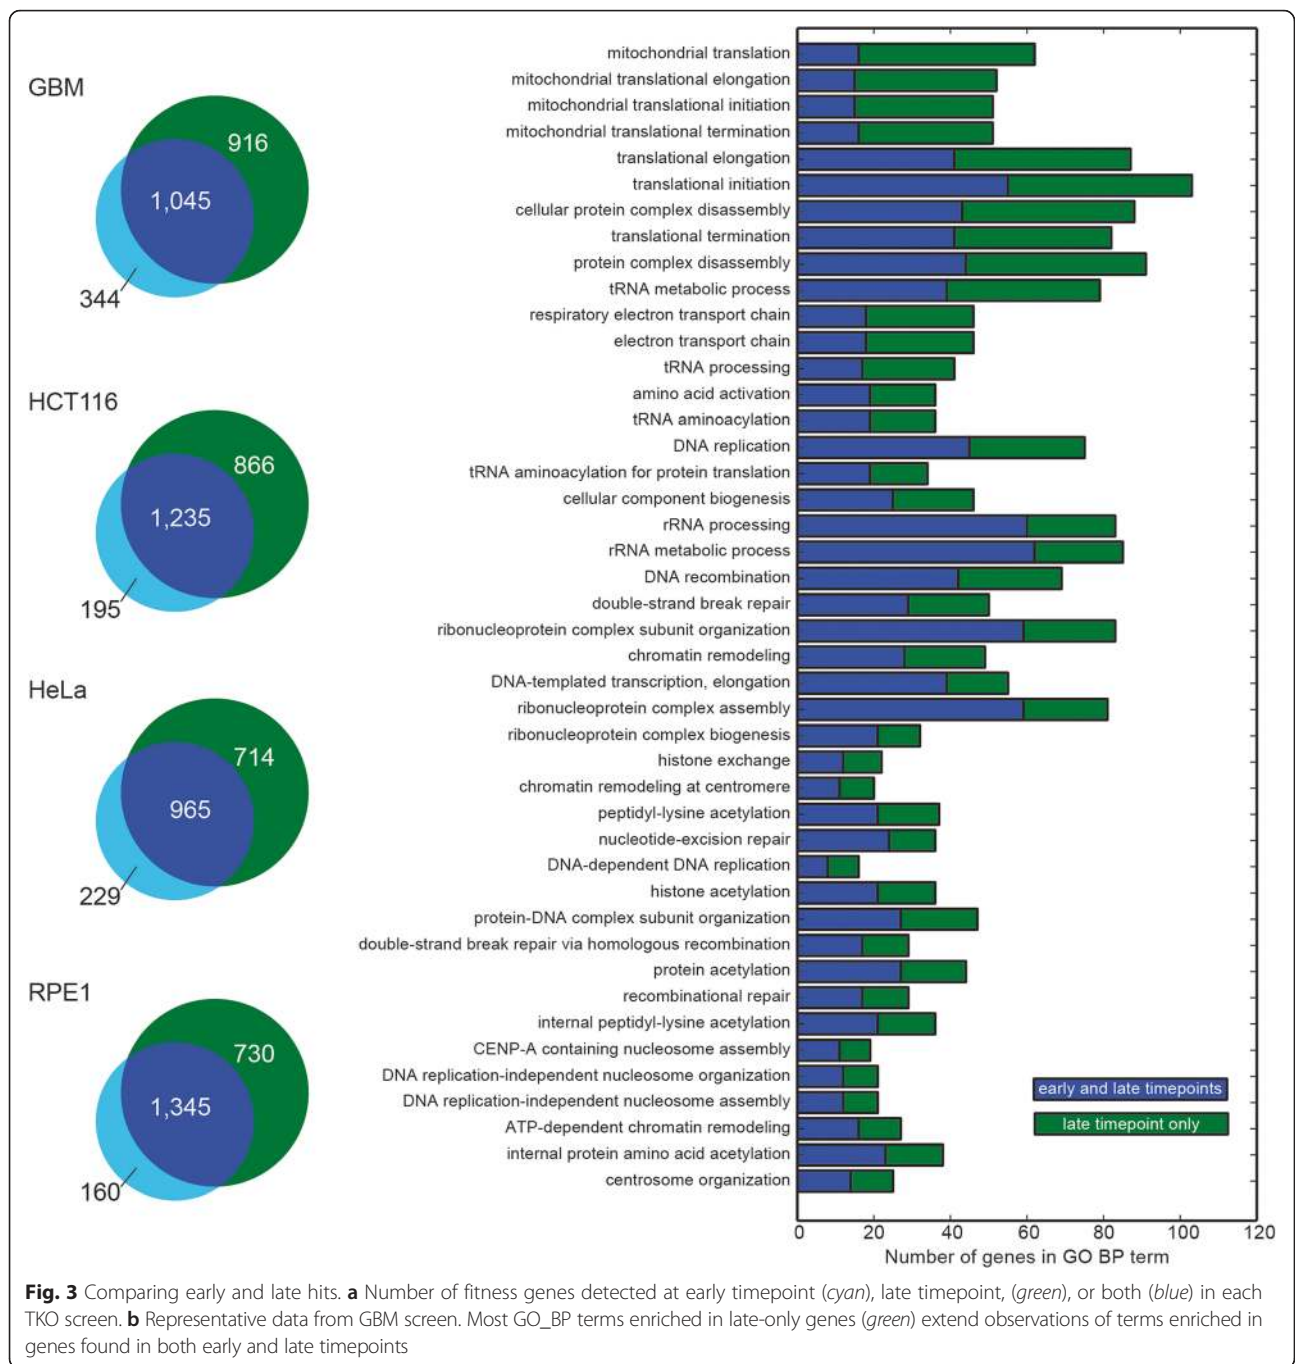 GBM
916
1,045
344
HCT116
866
1,235
195
HeLa
714
965
229
RPE1
730
1,345
160
mitochondrial translation
mitochondrial translational elongation
mitochondrial translational initiation
mitochondrial translational termination
translational elongation
translational initiation
cellular protein complex disassembly
translational termination
protein complex disassembly
tRNA metabolic process
respiratory electron transport chain
electron transport chain
tRNA processing
amino acid activation
tRNA aminoacylation
DNA replication
tRNA aminoacylation for protein translation
cellular component biogenesis
rRNA processing
rRNA metabolic process
DNA recombination
double-strand break repair
ribonucleoprotein complex subunit organization
chromatin remodeling
DNA-templated transcription, elongation
ribonucleoprotein complex assembly
ribonucleoprotein complex biogenesis
histone exchange
chromatin remodeling at centromere
peptidyl-lysine acetylation
nucleotide-excision repair
DNA-dependent DNA replication
histone acetylation
protein-DNA complex subunit organization
double-strand break repair via homologous recombination
protein acetylation
recombinational repair
internal peptidyl-lysine acetylation
CENP-A containing nucleosome assembly
DNA replication-independent nucleosome organization
DNA replication-independent nucleosome assembly
ATP-dependent chromatin remodeling
internal protein amino acid acetylation
centrosome organization
early and late timepoints
late timepoint only
0 20 40 60 80 100 120
Number of genes in GO BP term
Fig. 3 Comparing early and late hits. a Number of fitness genes detected at early timepoint (cyan), late timepoint, (green), or both (blue) in each
TKO screen. b Representative data from GBM screen. Most GO_BP terms enriched in late-only genes (green) extend observations of terms enriched in
genes found in both early and late timepoints